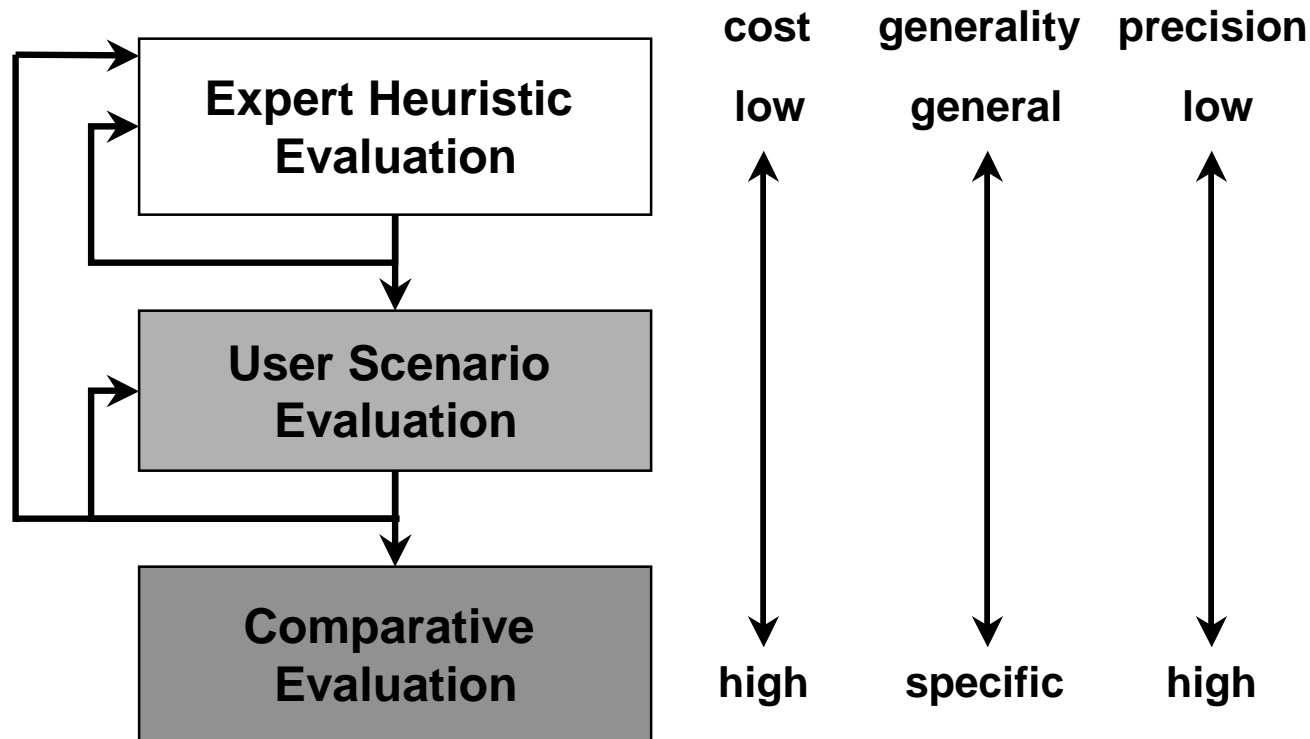 cost generality precision
Expert Heuristic
Evaluation
low general low
User Scenario
Evaluation
Comparative
Evaluation
high specific high